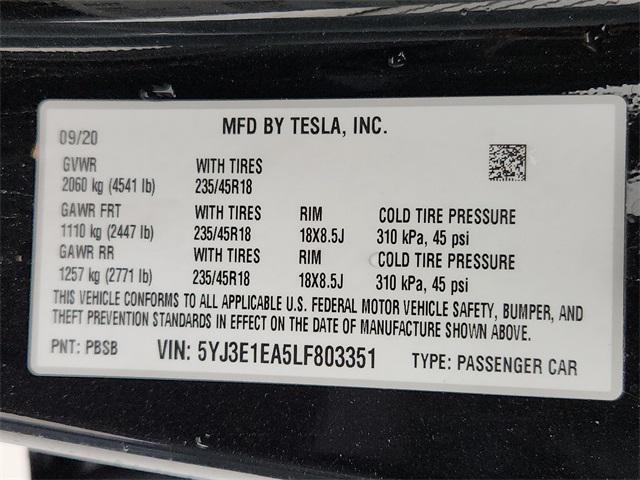 MFD BY TESLA, INC.
09/20
GVWR WITH TIRES
2060 kg (4541 lb) 235/45R18
GAWR FRT WITH TIRES RIM COLD TIRE PRESSURE
1110 kg (2447 lb) 235/45R18 18X8.5J 310 kPa, 45 psi
GAWR RR WITH TIRES RIM COLD TIRE PRESSURE
1257 kg (2771 lb) 235/45R18 18X8.5J 310 kPa, 45 psi
THIS VEHICLE CONFORMS TO ALL APPLICABLE U.S. FEDERAL MOTOR VEHICLE SAFETY, BUMPER, AND
THEFT PREVENTION STANDARDS IN EFFECT ON THE DATE OF MANUFACTURE SHOWN ABOVE.
PNT: PBSB VIN: 5YJ3E1EA5LF803351 TYPE: PASSENGER CAR